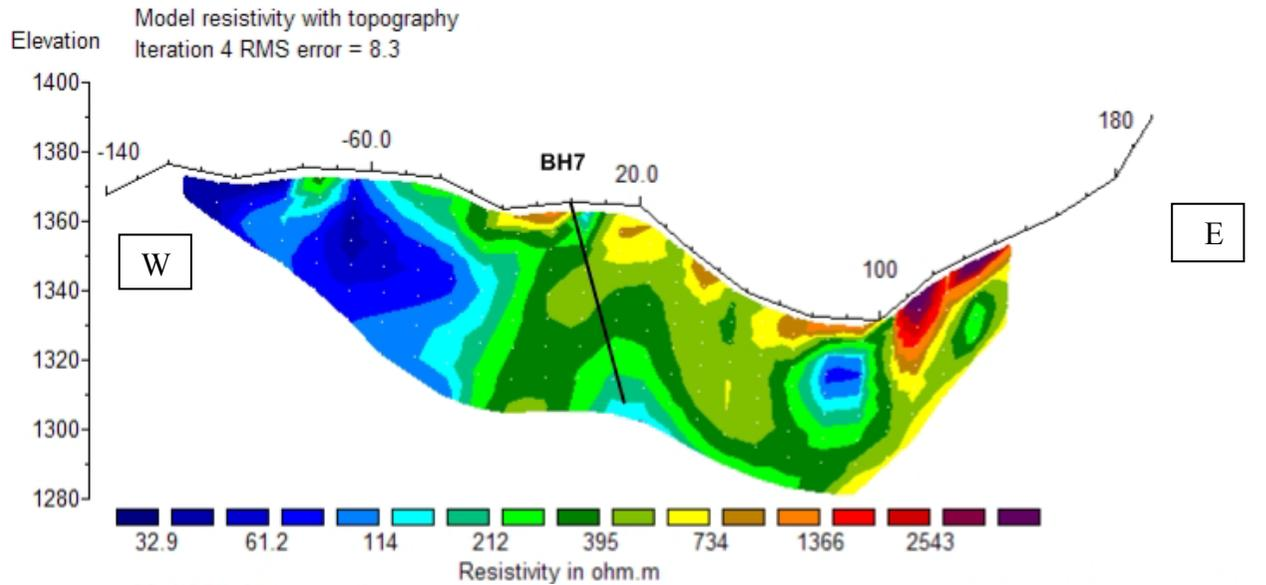 Model resistivity with topography
Elevation
Iteration 4 RMS error = 8.3
1400
1380
-140
-60.0
BH7
20.0
180
1360
W
E
1340
100
1320
1300
1280
32.9 61.2 114 212 395 734 1366 2543
Resistivity in ohm.m